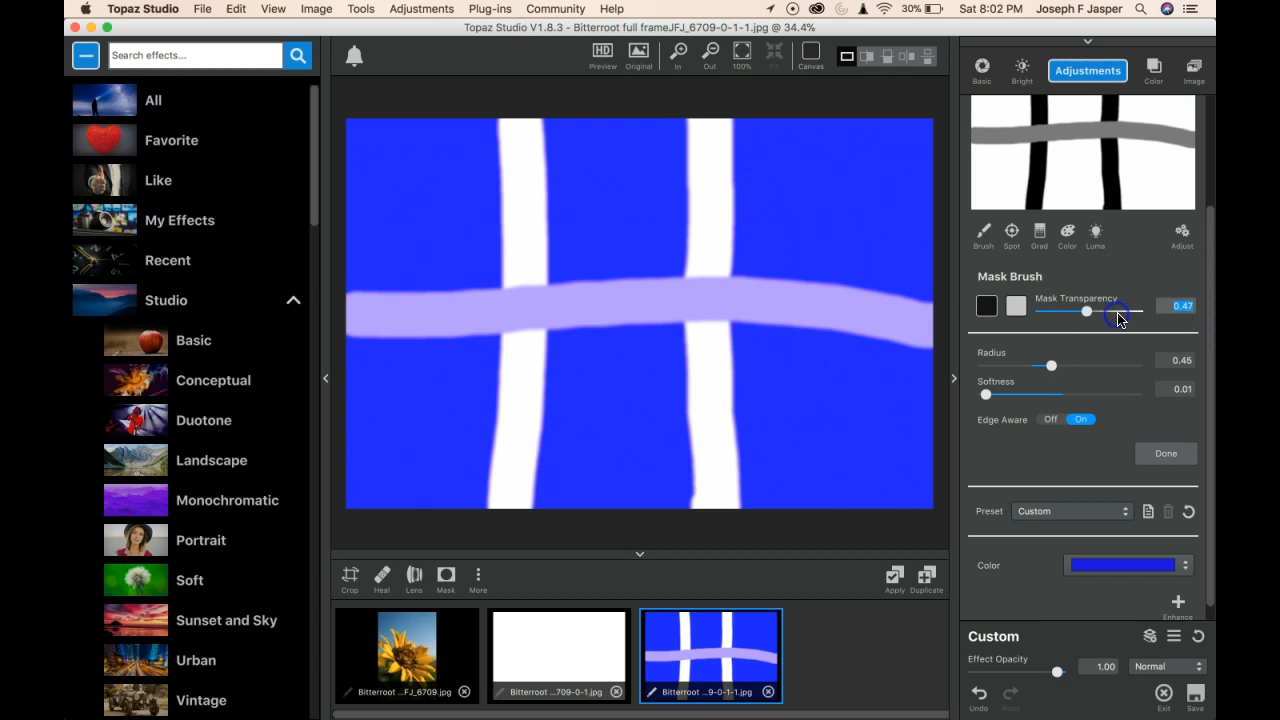 Topaz Studio File Edit View Image Tools Adjustments Plug-ins Community Help 30% Sat 8:02 PM Joseph F Jasper
Topaz Studio V1.8.3 - Bitterroot full frameJFJ_6709-0-1-1.jpg @ 34.4%
Search effects...
All
Favorite
Like
My Effects
Recent
Studio
Basic
Conceptual
Duotone
Landscape
Monochromatic
Portrait
Soft
Sunset and Sky
Urban
Vintage
Preview Original In Out 100% Fit Canvas
Crop Heal Lens Mask More Apply Duplicate
Bitterroot ...FJ_6709.jpg
Bitterroot ...709-0-1.jpg
Bitterroot ...9-0-1-1.jpg
Basic Bright Adjustments Color Image
Brush Spot Grad Color Luma Adjust
Mask Brush
Mask Transparency 0.47
Radius 0.45
Softness 0.01
Edge Aware Off On
Done
Preset Custom
Color
Enhance
Custom
Effect Opacity 1.00 Normal
Undo Redo Exit Save